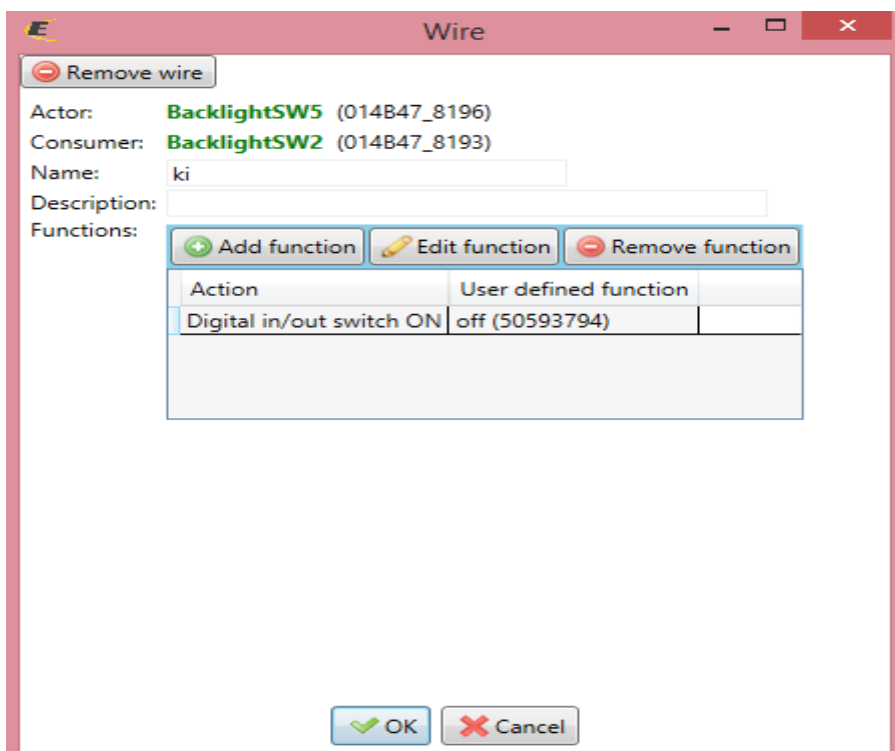 E Wire
Remove wire
Actor: BacklightSW5 (014B47_8196)
Consumer: BacklightSW2 (014B47_8193)
Name: ki
Description:
Functions: Add function Edit function Remove function
Action User defined function
Digital in/out switch ON off (50593794)
OK Cancel